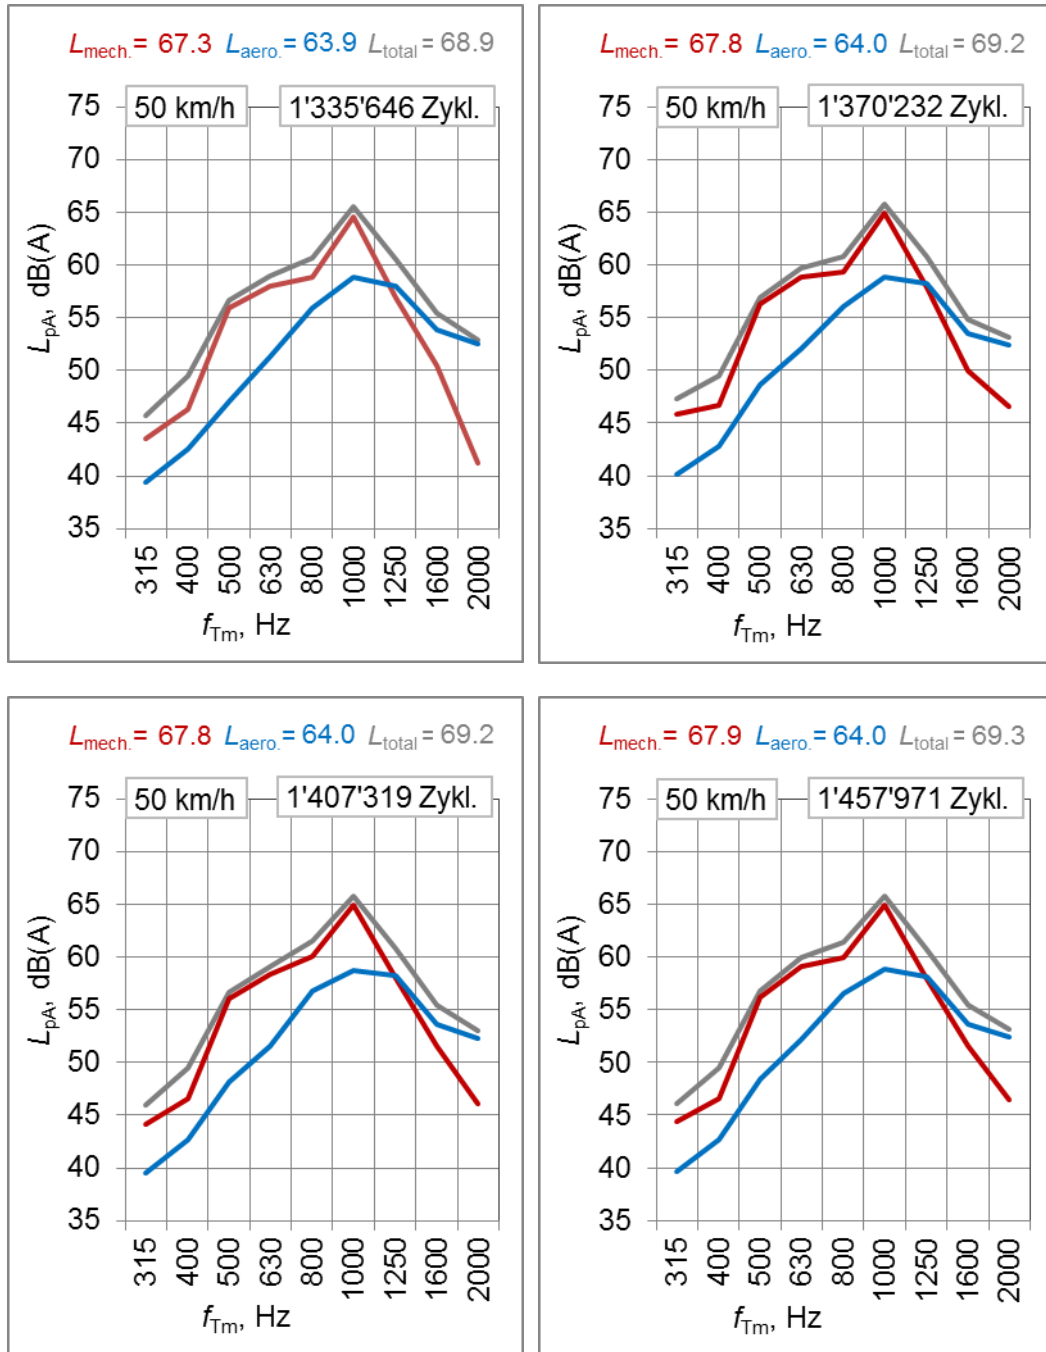 Lmech.= 67.3 Laero.= 63.9 Ltotal = 68.9
50 km/h 1'335'646 Zykl.
75
70
65
60
55
50
45
40
35
LpA, dB(A)
315 400 500 630 800 1000 1250 1600 2000
fTm, Hz
Lmech.= 67.8 Laero.= 64.0 Ltotal = 69.2
50 km/h 1'370'232 Zykl.
75
70
65
60
55
50
45
40
35
LpA, dB(A)
315 400 500 630 800 1000 1250 1600 2000
fTm, Hz
Lmech.= 67.8 Laero.= 64.0 Ltotal = 69.2
50 km/h 1'407'319 Zykl.
75
70
65
60
55
50
45
40
35
LpA, dB(A)
315 400 500 630 800 1000 1250 1600 2000
fTm, Hz
Lmech.= 67.9 Laero.= 64.0 Ltotal = 69.3
50 km/h 1'457'971 Zykl.
75
70
65
60
55
50
45
40
35
LpA, dB(A)
315 400 500 630 800 1000 1250 1600 2000
fTm, Hz